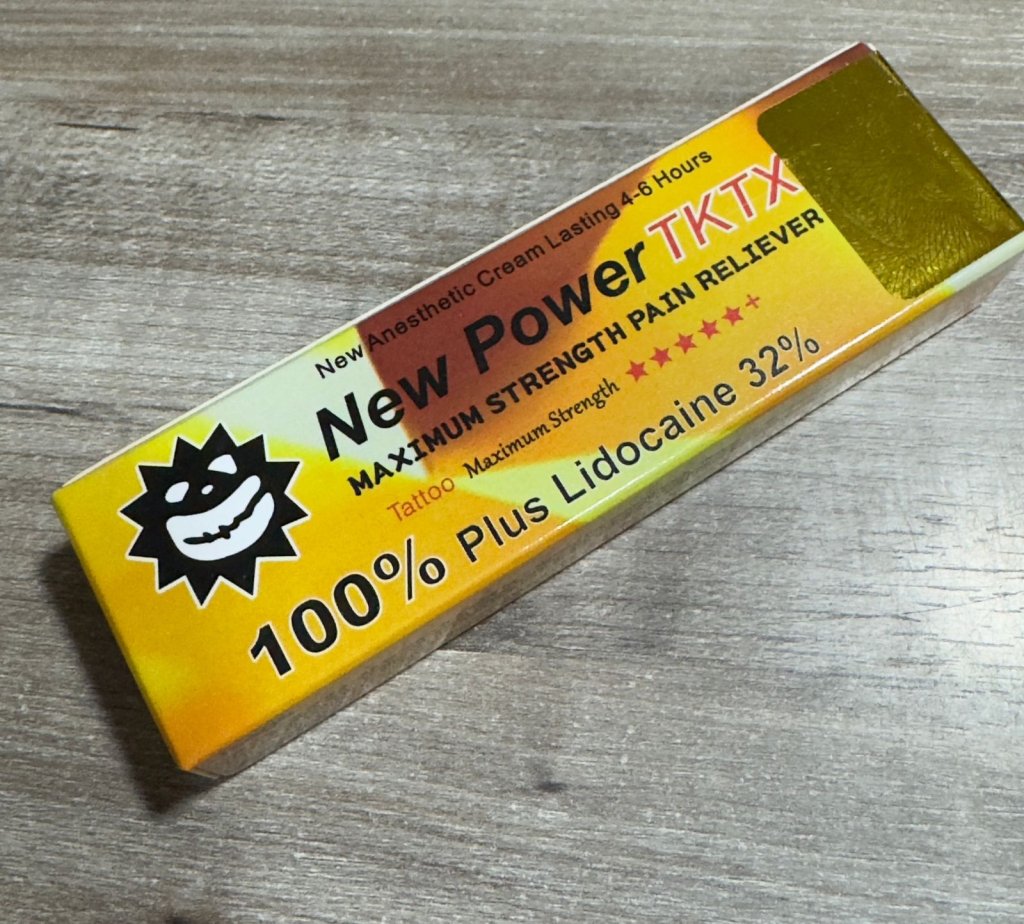 New Anesthetic Cream Lasting 4-6 Hours
New Power TKTX
MAXIMUM STRENGTH PAIN RELIEVER
Tattoo Maximum Strength ★★★★★+
100% Plus Lidocaine 32%